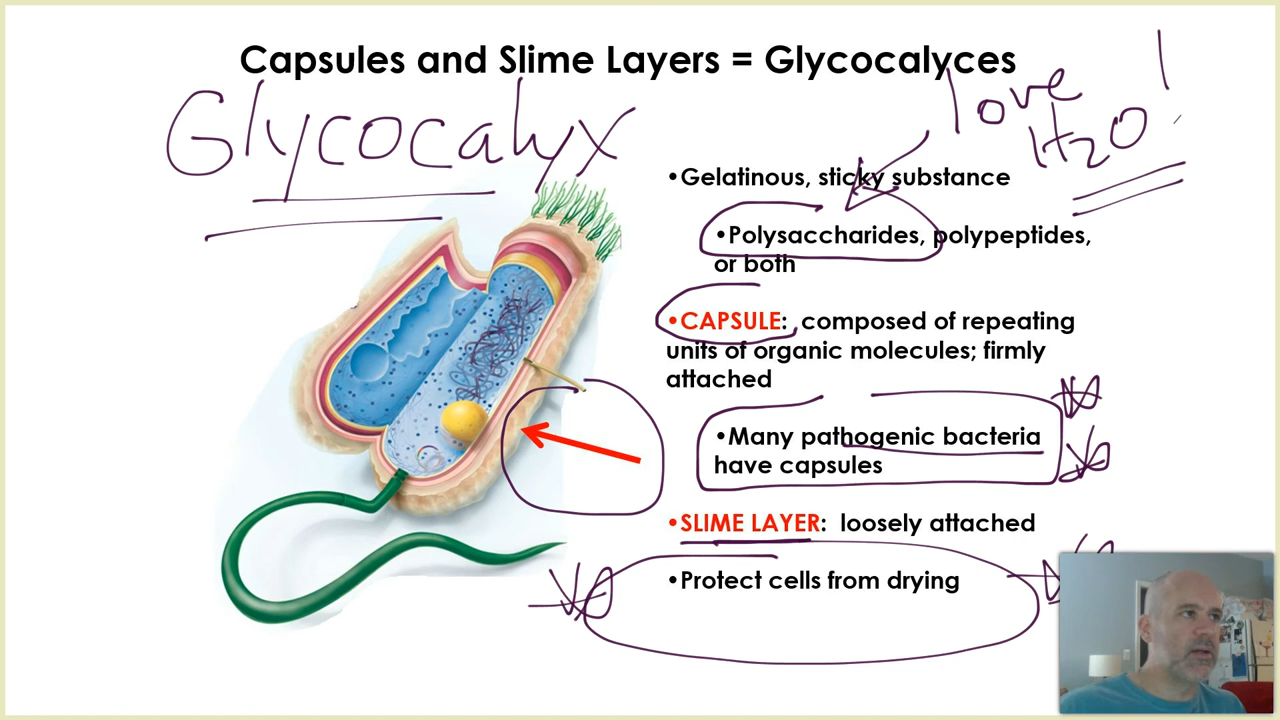 Capsules and Slime Layers = Glycocalyces
Glycocalyx
love
H2O!
•Gelatinous, sticky substance
•Polysaccharides, polypeptides,
or both
•CAPSULE: composed of repeating
units of organic molecules; firmly
attached
•Many pathogenic bacteria
have capsules
•SLIME LAYER: loosely attached
•Protect cells from drying